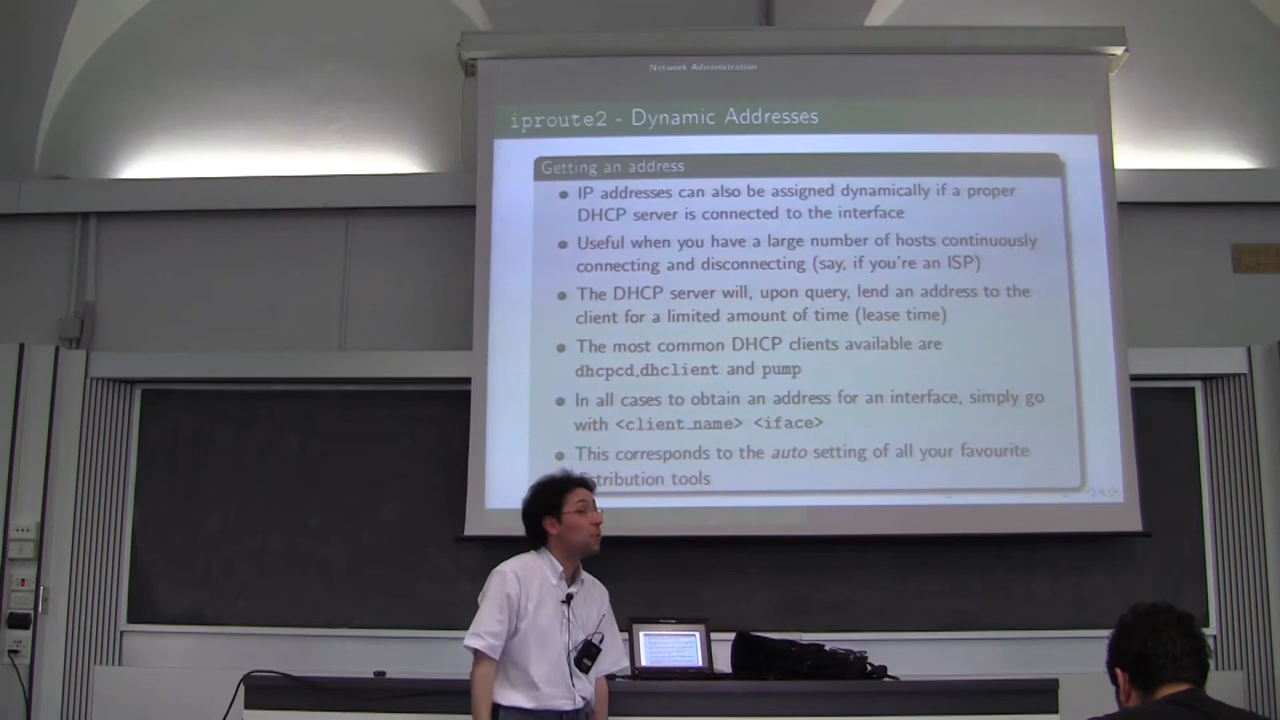 Network Administration
iproute2 - Dynamic Addresses
Getting an address
IP addresses can also be assigned dynamically if a proper
DHCP server is connected to the interface
Useful when you have a large number of hosts continuously
connecting and disconnecting (say, if you're an ISP)
The DHCP server will, upon query, lend an address to the
client for a limited amount of time (lease time)
The most common DHCP clients available are
dhcpcd,dhclient and pump
In all cases to obtain an address for an interface, simply go
with <client_name> <iface>
This corresponds to the auto setting of all your favourite
stribution tools